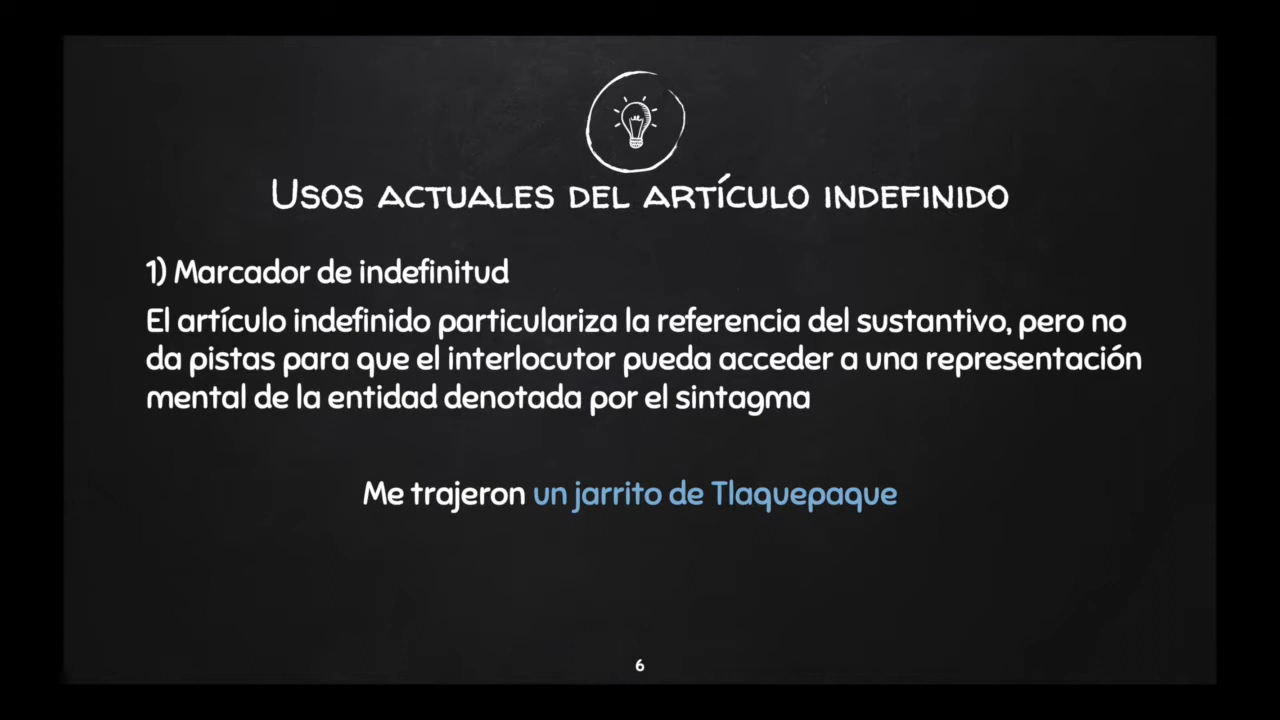 Usos actuales del artículo indefinido
1) Marcador de indefinitud
El artículo indefinido particulariza la referencia del sustantivo, pero no
da pistas para que el interlocutor pueda acceder a una representación
mental de la entidad denotada por el sintagma
Me trajeron un jarrito de Tlaquepaque
6